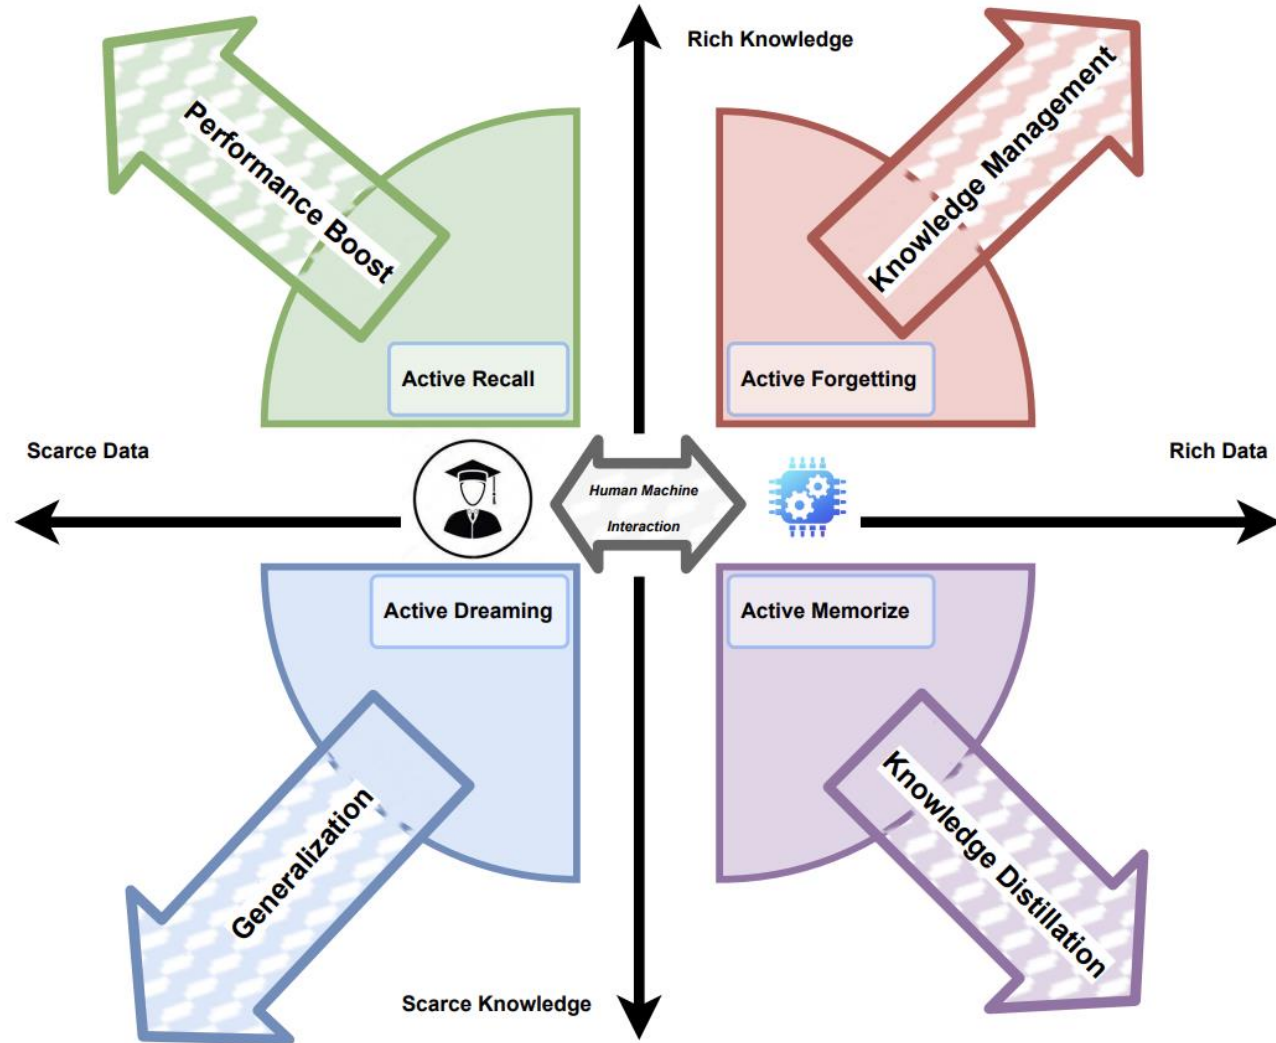 Rich Knowledge
Performance Boost
Knowledge Management
Active Recall
Active Forgetting
Scarce Data
Rich Data
Human Machine
Interaction
Active Dreaming
Active Memorize
Generalization
Knowledge Distillation
Scarce Knowledge